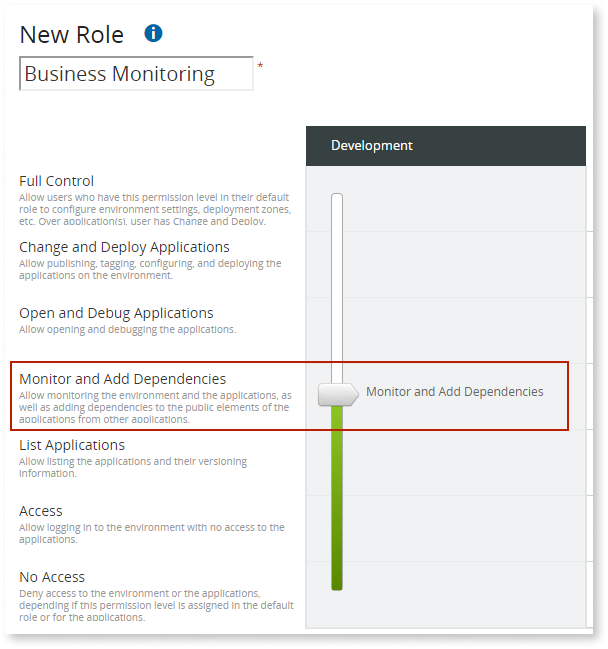 New Role
Business Monitoring *
Development
Full Control
Allow users who have this permission level in their default
role to configure environment settings, deployment zones,
etc. Over application(s), user has Change and Deploy.
Change and Deploy Applications
Allow publishing, tagging, configuring, and deploying the
applications on the environment.
Open and Debug Applications
Allow opening and debugging the applications.
Monitor and Add Dependencies
Monitor and Add Dependencies
Allow monitoring the environment and the applications, as
well as adding dependencies to the public elements of the
applications from other applications.
List Applications
Allow listing the applications and their versioning
information.
Access
Allow logging in to the environment with no access to the
applications.
No Access
Deny access to the environment or the applications,
depending if this permission level is assigned in the default
role or for the applications.